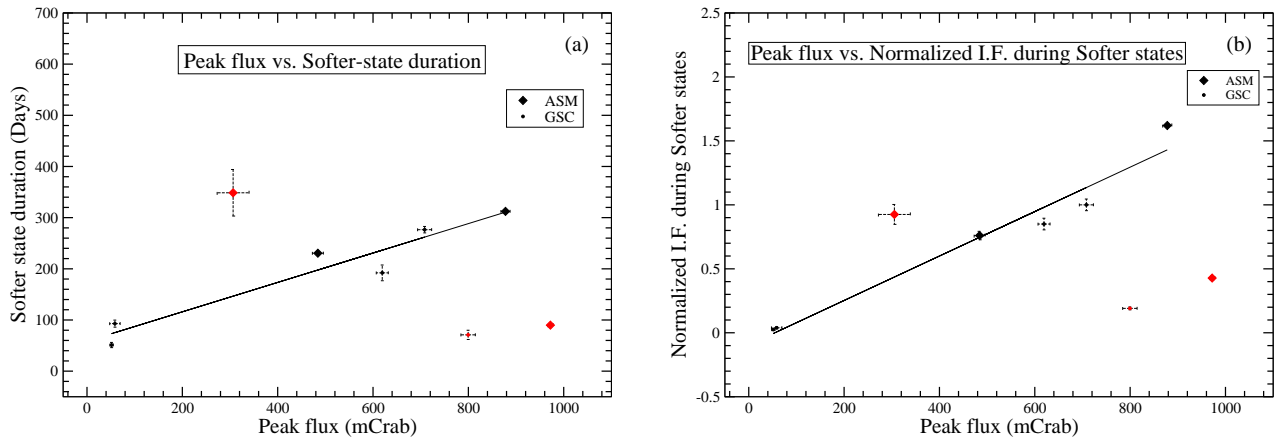 700
600
500
400
300
200
100
0
Softer state duration (Days)
(a)
Peak flux vs. Softer-state duration
ASM
GSC
0 200 400 600 800 1000
Peak flux (mCrab)
2.5
2
1.5
1
0.5
0
-0.5
Normalized I.F. during Softer states
(b)
Peak flux vs. Normalized I.F. during Softer states
ASM
GSC
0 200 400 600 800 1000
Peak flux (mCrab)